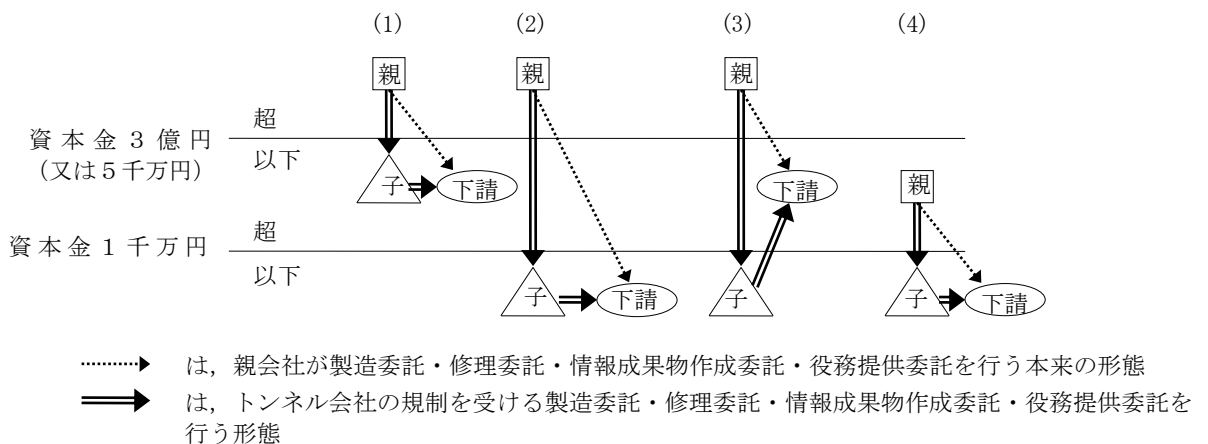 (1) (2) (3) (4)
親 親 親
超
資本金３億円
（又は５千万円）
以下
子 下請 下請 親
超
資本金１千万円
以下
子 下請 子 子 下請
は，親会社が製造委託・修理委託・情報成果物作成委託・役務提供委託を行う本来の形態
は，トンネル会社の規制を受ける製造委託・修理委託・情報成果物作成委託・役務提供委託を
行う形態